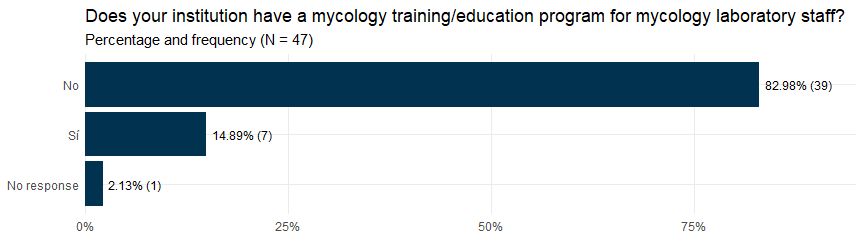 Does your institution have a mycology training/education program for mycology laboratory staff?
Percentage and frequency (N = 47)
No 82.98% (39)
Sí 14.89% (7)
No response 2.13% (1)
0% 25% 50% 75%